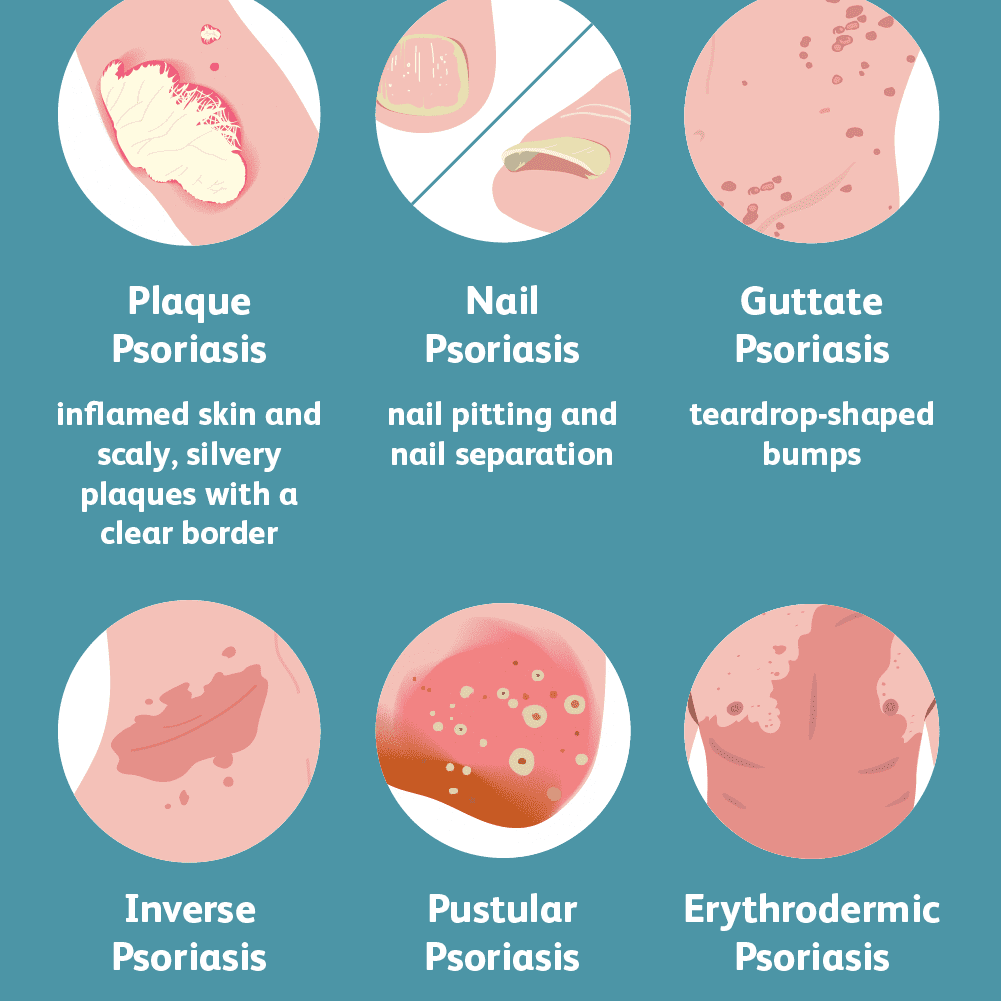 Plaque
Psoriasis
inflamed skin and
scaly, silvery
plaques with a
clear border
Nail
Psoriasis
nail pitting and
nail separation
Guttate
Psoriasis
teardrop-shaped
bumps
Inverse
Psoriasis
Pustular
Psoriasis
Erythrodermic
Psoriasis